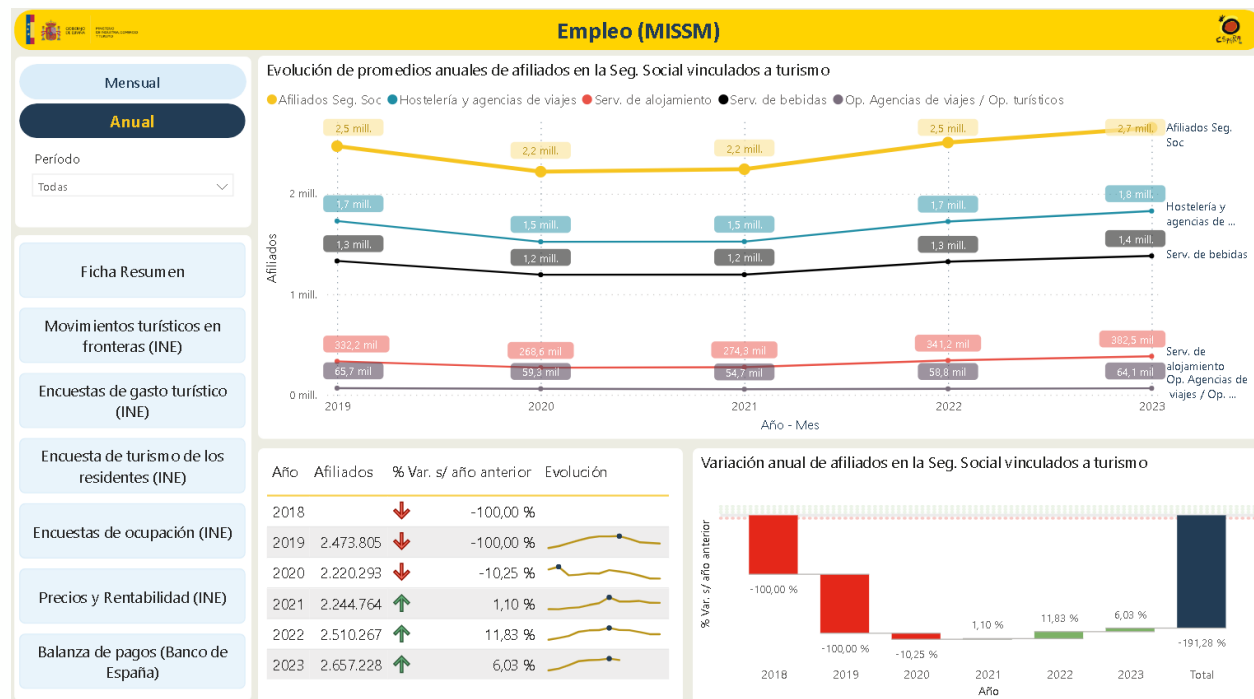 GOBIERNO
DE ESPAÑA
MINISTERIO
DE INDUSTRIA, COMERCIO
Y TURISMO
Empleo (MISSM)
Mensual
Anual
Período
Todas
Ficha Resumen
Movimientos turísticos en
fronteras (INE)
Encuestas de gasto turístico
(INE)
Encuesta de turismo de los
residentes (INE)
Encuestas de ocupación (INE)
Precios y Rentabilidad (INE)
Balanza de pagos (Banco de
España)
Evolución de promedios anuales de afiliados en la Seg. Social vinculados a turismo
Afiliados Seg. Soc Hostelería y agencias de viajes Serv. de alojamiento Serv. de bebidas Op. Agencias de viajes / Op. turísticos
2,5 mill. 2,2 mill. 2,2 mill. 2,5 mill. 2,7 mill.
Afiliados Seg.
Soc
2 mill.
1,7 mill. 1,5 mill. 1,5 mill. 1,7 mill. 1,8 mill.
Hostelería y
agencias de ...
1,3 mill. 1,2 mill. 1,2 mill. 1,3 mill. 1,4 mill.
Serv. de bebidas
Afiliados
1 mill.
332,2 mil 268,6 mil 274,3 mil 341,2 mil 382,5 mil
Serv. de
alojamiento
65,7 mil 59,3 mil 54,7 mil 58,8 mil 64,1 mil
Op. Agencias de
viajes / Op. ...
0 mill.
2019 2020 2021 2022 2023
Año - Mes
Año Afiliados % Var. s/ año anterior Evolución
2018 -100,00 %
2019 2.473.805 -100,00 %
2020 2.220.293 -10,25 %
2021 2.244.764 1,10 %
2022 2.510.267 11,83 %
2023 2.657.228 6,03 %
Variación anual de afiliados en la Seg. Social vinculados a turismo
% Var. s/ año anterior
-100,00 % -100,00 % -10,25 % 1,10 % 11,83 % 6,03 % -191,28 %
2018 2019 2020 2021 2022 2023 Total
Año